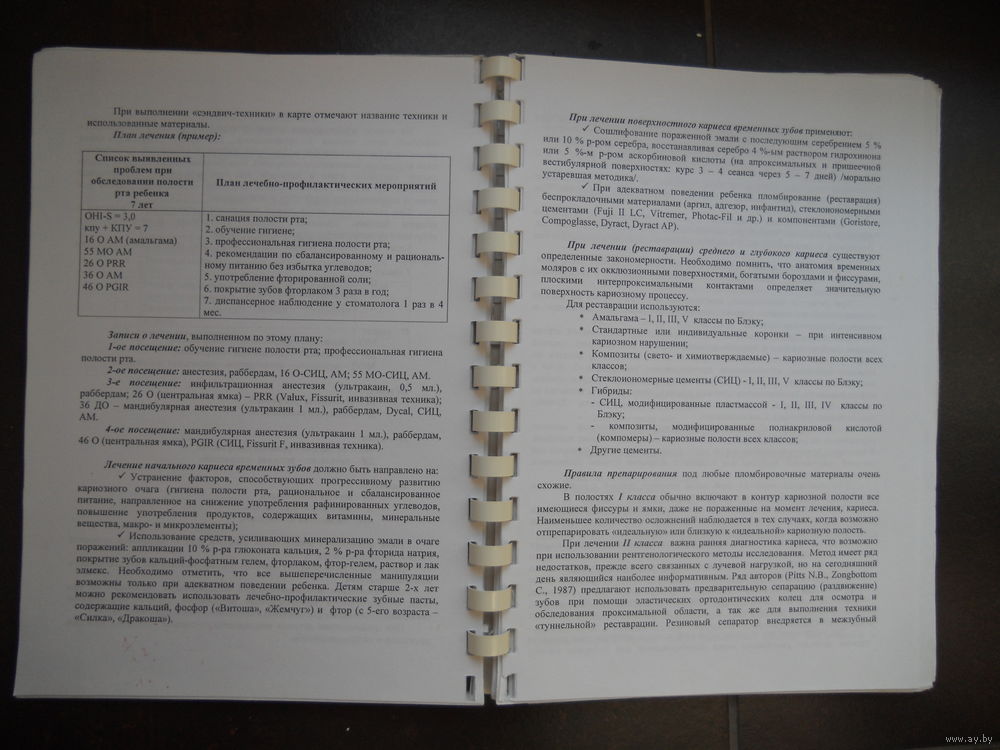 При выполнении «сэндвич-техники» в карте отмечают название техники и
использованные материалы.
План лечения (пример):
Список выявленных
проблем при
обследовании полости
рта ребенка
7 лет
План лечебно-профилактических мероприятий
OHI-S = 3,0
кпу + КПУ = 7
16 О АМ (амальгама)
55 МО АМ
26 О PRR
36 О АМ
46 О PGIR
1. санация полости рта;
2. обучение гигиене;
3. профессиональная гигиена полости рта;
4. рекомендации по сбалансированному и рациональ-
ному питанию без избытка углеводов;
5. употребление фторированной соли;
6. покрытие зубов фторлаком 3 раза в год;
7. диспансерное наблюдение у стоматолога 1 раз в 4
мес.
Записи о лечении, выполненном по этому плану:
1-ое посещение: обучение гигиене полости рта; профессиональная гигиена
полости рта.
2-ое посещение: анестезия, раббердам, 16 О-СИЦ, АМ; 55 МО-СИЦ, АМ.
3-е посещение: инфильтрационная анестезия (ультракаин, 0,5 мл.),
раббердам; 26 О (центральная ямка) – PRR (Valux, Fissurit, инвазивная техника);
36 ДО – мандибулярная анестезия (ультракаин 1 мл.), раббердам, Dycal, СИЦ,
АМ.
4-ое посещение: мандибулярная анестезия (ультракаин 1 мл.), раббердам,
46 О (центральная ямка), PGIR (СИЦ, Fissurit F, инвазивная техника).
Лечение начального кариеса временных зубов должно быть направлено на:
✓ Устранение факторов, способствующих прогрессивному развитию
кариозного очага (гигиена полости рта, рациональное и сбалансированное
питание, направленное на снижение употребления рафинированных углеводов,
повышение употребления продуктов, содержащих витамины, минеральные
вещества, макро- и микроэлементы);
✓ Использование средств, усиливающих минерализацию эмали в очаге
поражений: аппликации 10 % р-ра глюконата кальция, 2 % р-ра фторида натрия,
покрытие зубов кальций-фосфатным гелем, фторлаком, фтор-гелем, раствор и лак
элмекс. Необходимо отметить, что все вышеперечисленные манипуляции
возможны только при адекватном поведении ребенка. Детям старше 2-х лет
можно рекомендовать использовать лечебно-профилактические зубные пасты,
содержащие кальций, фосфор («Витоша», «Жемчуг») и фтор (с 5-его возраста –
«Силка», «Дракоша»).
При лечении поверхностного кариеса временных зубов применяют:
✓ Сошлифование пораженной эмали с последующим серебрением 5 %
или 10 % р-ром серебра, восстанавливая серебро 4 %-ым раствором гидрохинона
или 5 %-м р-ром аскорбиновой кислоты (на апроксимальных и пришеечной
вестибулярной поверхностях: курс 3 – 4 сеанса через 5 – 7 дней) /морально
устаревшая методика/.
✓ При адекватном поведении ребенка пломбирование (реставрация)
беспрокладочными материалами (аргил, адгезор, инфантид), стеклоиономерными
цементами (Fuji II LC, Vitremer, Photac-Fil и др.) и компонентами (Goristore,
Compoglasse, Dyract, Dyract AP).
При лечении (реставрации) среднего и глубокого кариеса существуют
определенные закономерности. Необходимо помнить, что анатомия временных
моляров с их окклюзионными поверхностями, богатыми бороздами и фиссурами,
плоскими интерпроксимальными контактами определяет значительную
поверхность кариозному процессу.
Для реставрации используются:
* Амальгама – I, II, III, V классы по Блэку;
* Стандартные или индивидуальные коронки – при интенсивном
кариозном нарушении;
* Композиты (свето- и химиотверждаемые) – кариозные полости всех
классов;
* Стеклоиономерные цементы (СИЦ) - I, II, III, V классы по Блэку;
* Гибриды:
- СИЦ, модифицированные пластмассой - I, II, III, IV классы по
Блэку;
- композиты, модифицированные полиакриловой кислотой
(компомеры) – кариозные полости всех классов;
* Другие цементы.
Правила препарирования под любые пломбировочные материалы очень
схожие.
В полостях I класса обычно включают в контур кариозной полости все
имеющиеся фиссуры и ямки, даже не пораженные на момент лечения, кариеса.
Наименьшее количество осложнений наблюдается в тех случаях, когда возможно
отпрепарировать «идеальную» или близкую к «идеальной» кариозную полость.
При лечении II класса важна ранняя диагностика кариеса, что возможно
при использовании рентгенологического методы исследования. Метод имеет ряд
недостатков, прежде всего связанных с лучевой нагрузкой, но на сегодняшний
день являющийся наиболее информативным. Ряд авторов (Pitts N.B., Zongbottom
C., 1987) предлагают использовать предварительную сепарацию (раздвижение)
зубов при помощи эластических ортодонтических колец для осмотра и
обследования проксимальной области, а так же для выполнения техники
«туннельной» реставрации. Резиновый сепаратор внедряется в межзубный
www.ay.by